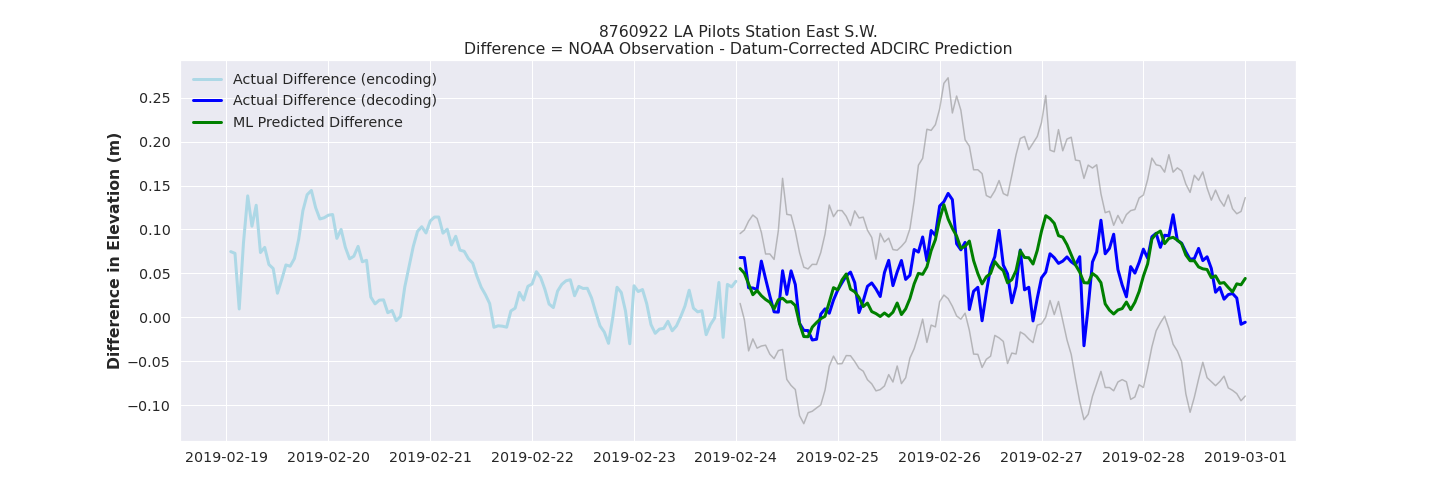 8760922 LA Pilots Station East S.W.
Difference = NOAA Observation - Datum-Corrected ADCIRC Prediction
Actual Difference (encoding)
Actual Difference (decoding)
ML Predicted Difference
Difference in Elevation (m)
0.25
0.20
0.15
0.10
0.05
0.00
−0.05
−0.10
2019-02-19 2019-02-20 2019-02-21 2019-02-22 2019-02-23 2019-02-24 2019-02-25 2019-02-26 2019-02-27 2019-02-28 2019-03-01